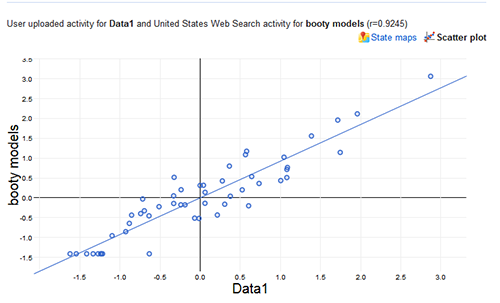 User uploaded activity for Data1 and United States Web Search activity for booty models (r=0.9245)
State maps Scatter plot
3.5
3.0
2.5
2.0
1.5
1.0
0.5
0.0
-0.5
-1.0
-1.5
booty models
-1.5 -1.0 -0.5 0.0 0.5 1.0 1.5 2.0 2.5 3.0
Data1